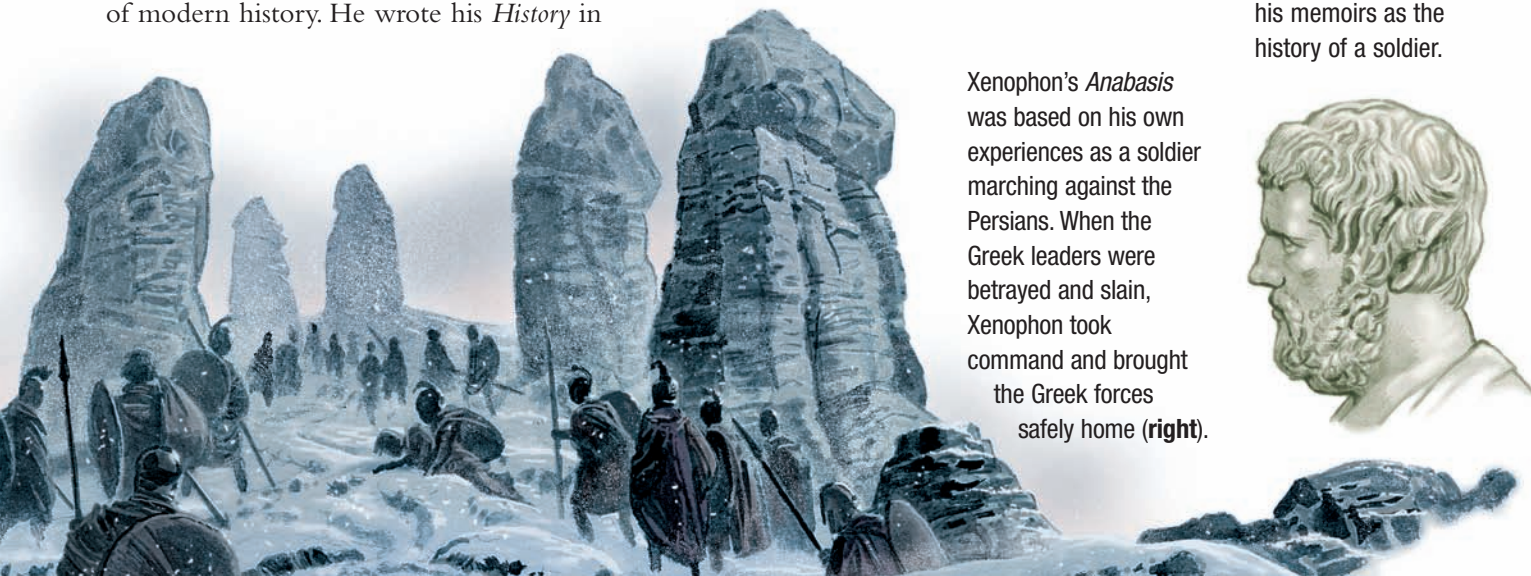 of modern history. He wrote his History in
his memoirs as the
history of a soldier.
Xenophon’s Anabasis
was based on his own
experiences as a soldier
marching against the
Persians. When the
Greek leaders were
betrayed and slain,
Xenophon took
command and brought
the Greek forces
safely home (right).